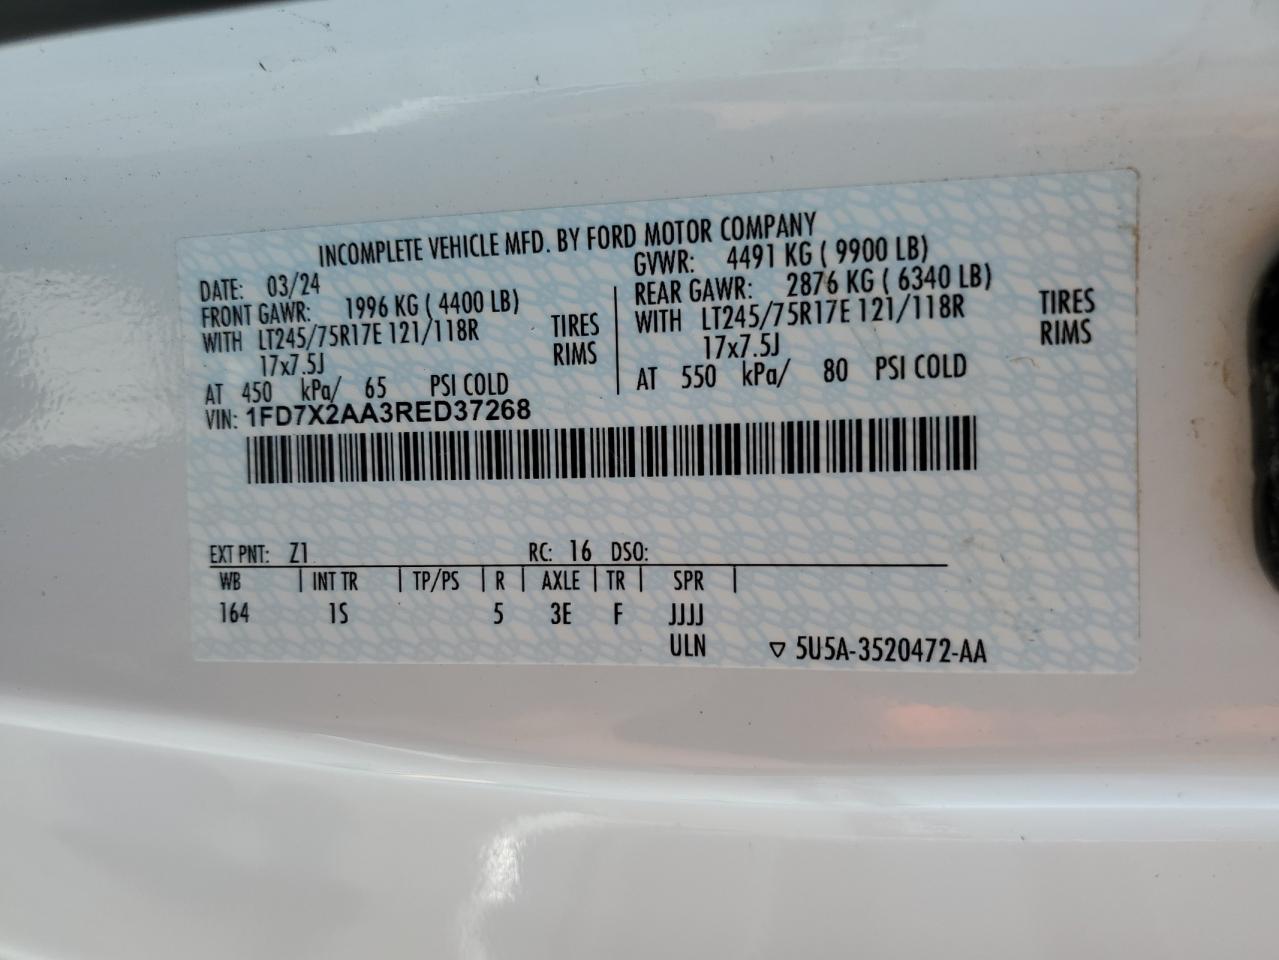 INCOMPLETE VEHICLE MFD. BY FORD MOTOR COMPANY
DATE: 03/24 GVWR: 4491 KG ( 9900 LB)
FRONT GAWR: 1996 KG ( 4400 LB) REAR GAWR: 2876 KG ( 6340 LB)
WITH LT245/75R17E 121/118R TIRES WITH LT245/75R17E 121/118R TIRES
17x7.5J RIMS 17x7.5J RIMS
AT 450 kPa/ 65 PSI COLD AT 550 kPa/ 80 PSI COLD
VIN: 1FD7X2AA3RED37268
EXT PNT: Z1 RC: 16 DSO:
WB INT TR TP/PS R AXLE TR SPR
164 1S 5 3E F JJJJ
ULN 5U5A-3520472-AA